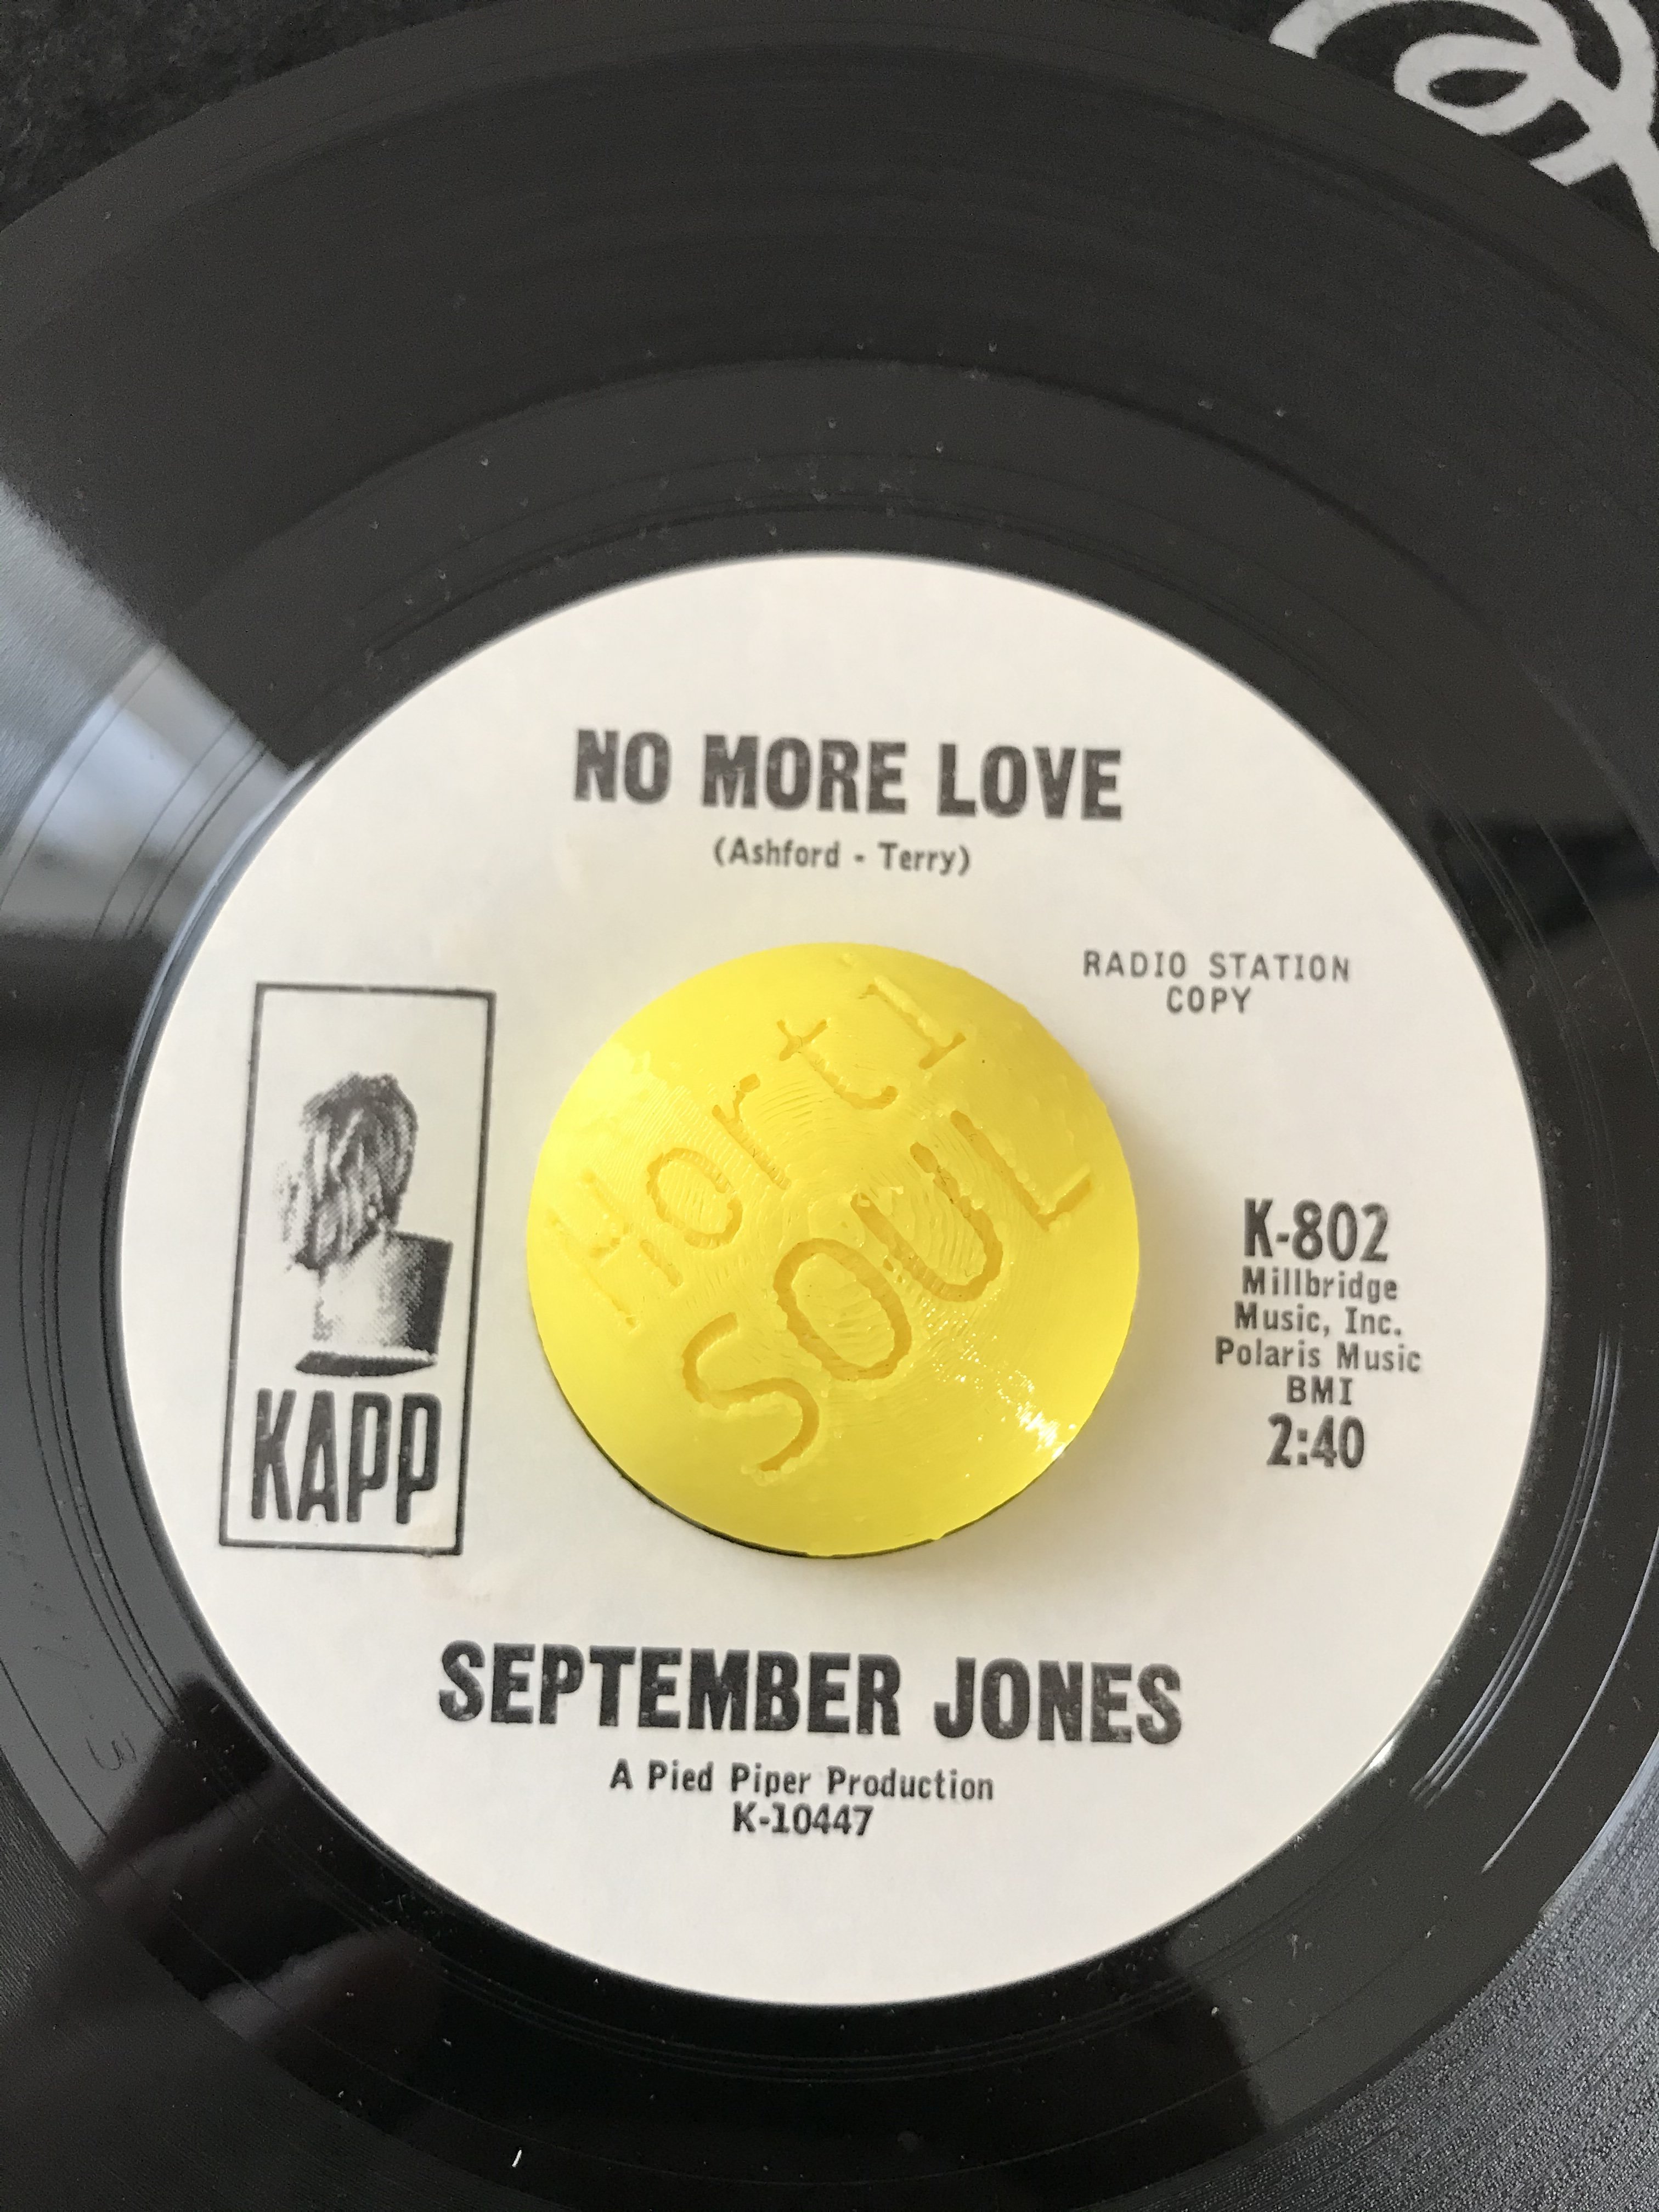 NO MORE LOVE
(Ashford - Terry)
RADIO STATION
COPY
HortI
SOUL
KAPP
K-802
Millbridge
Music, Inc.
Polaris Music
BMI
2:40
SEPTEMBER JONES
A Pied Piper Production
K-10447